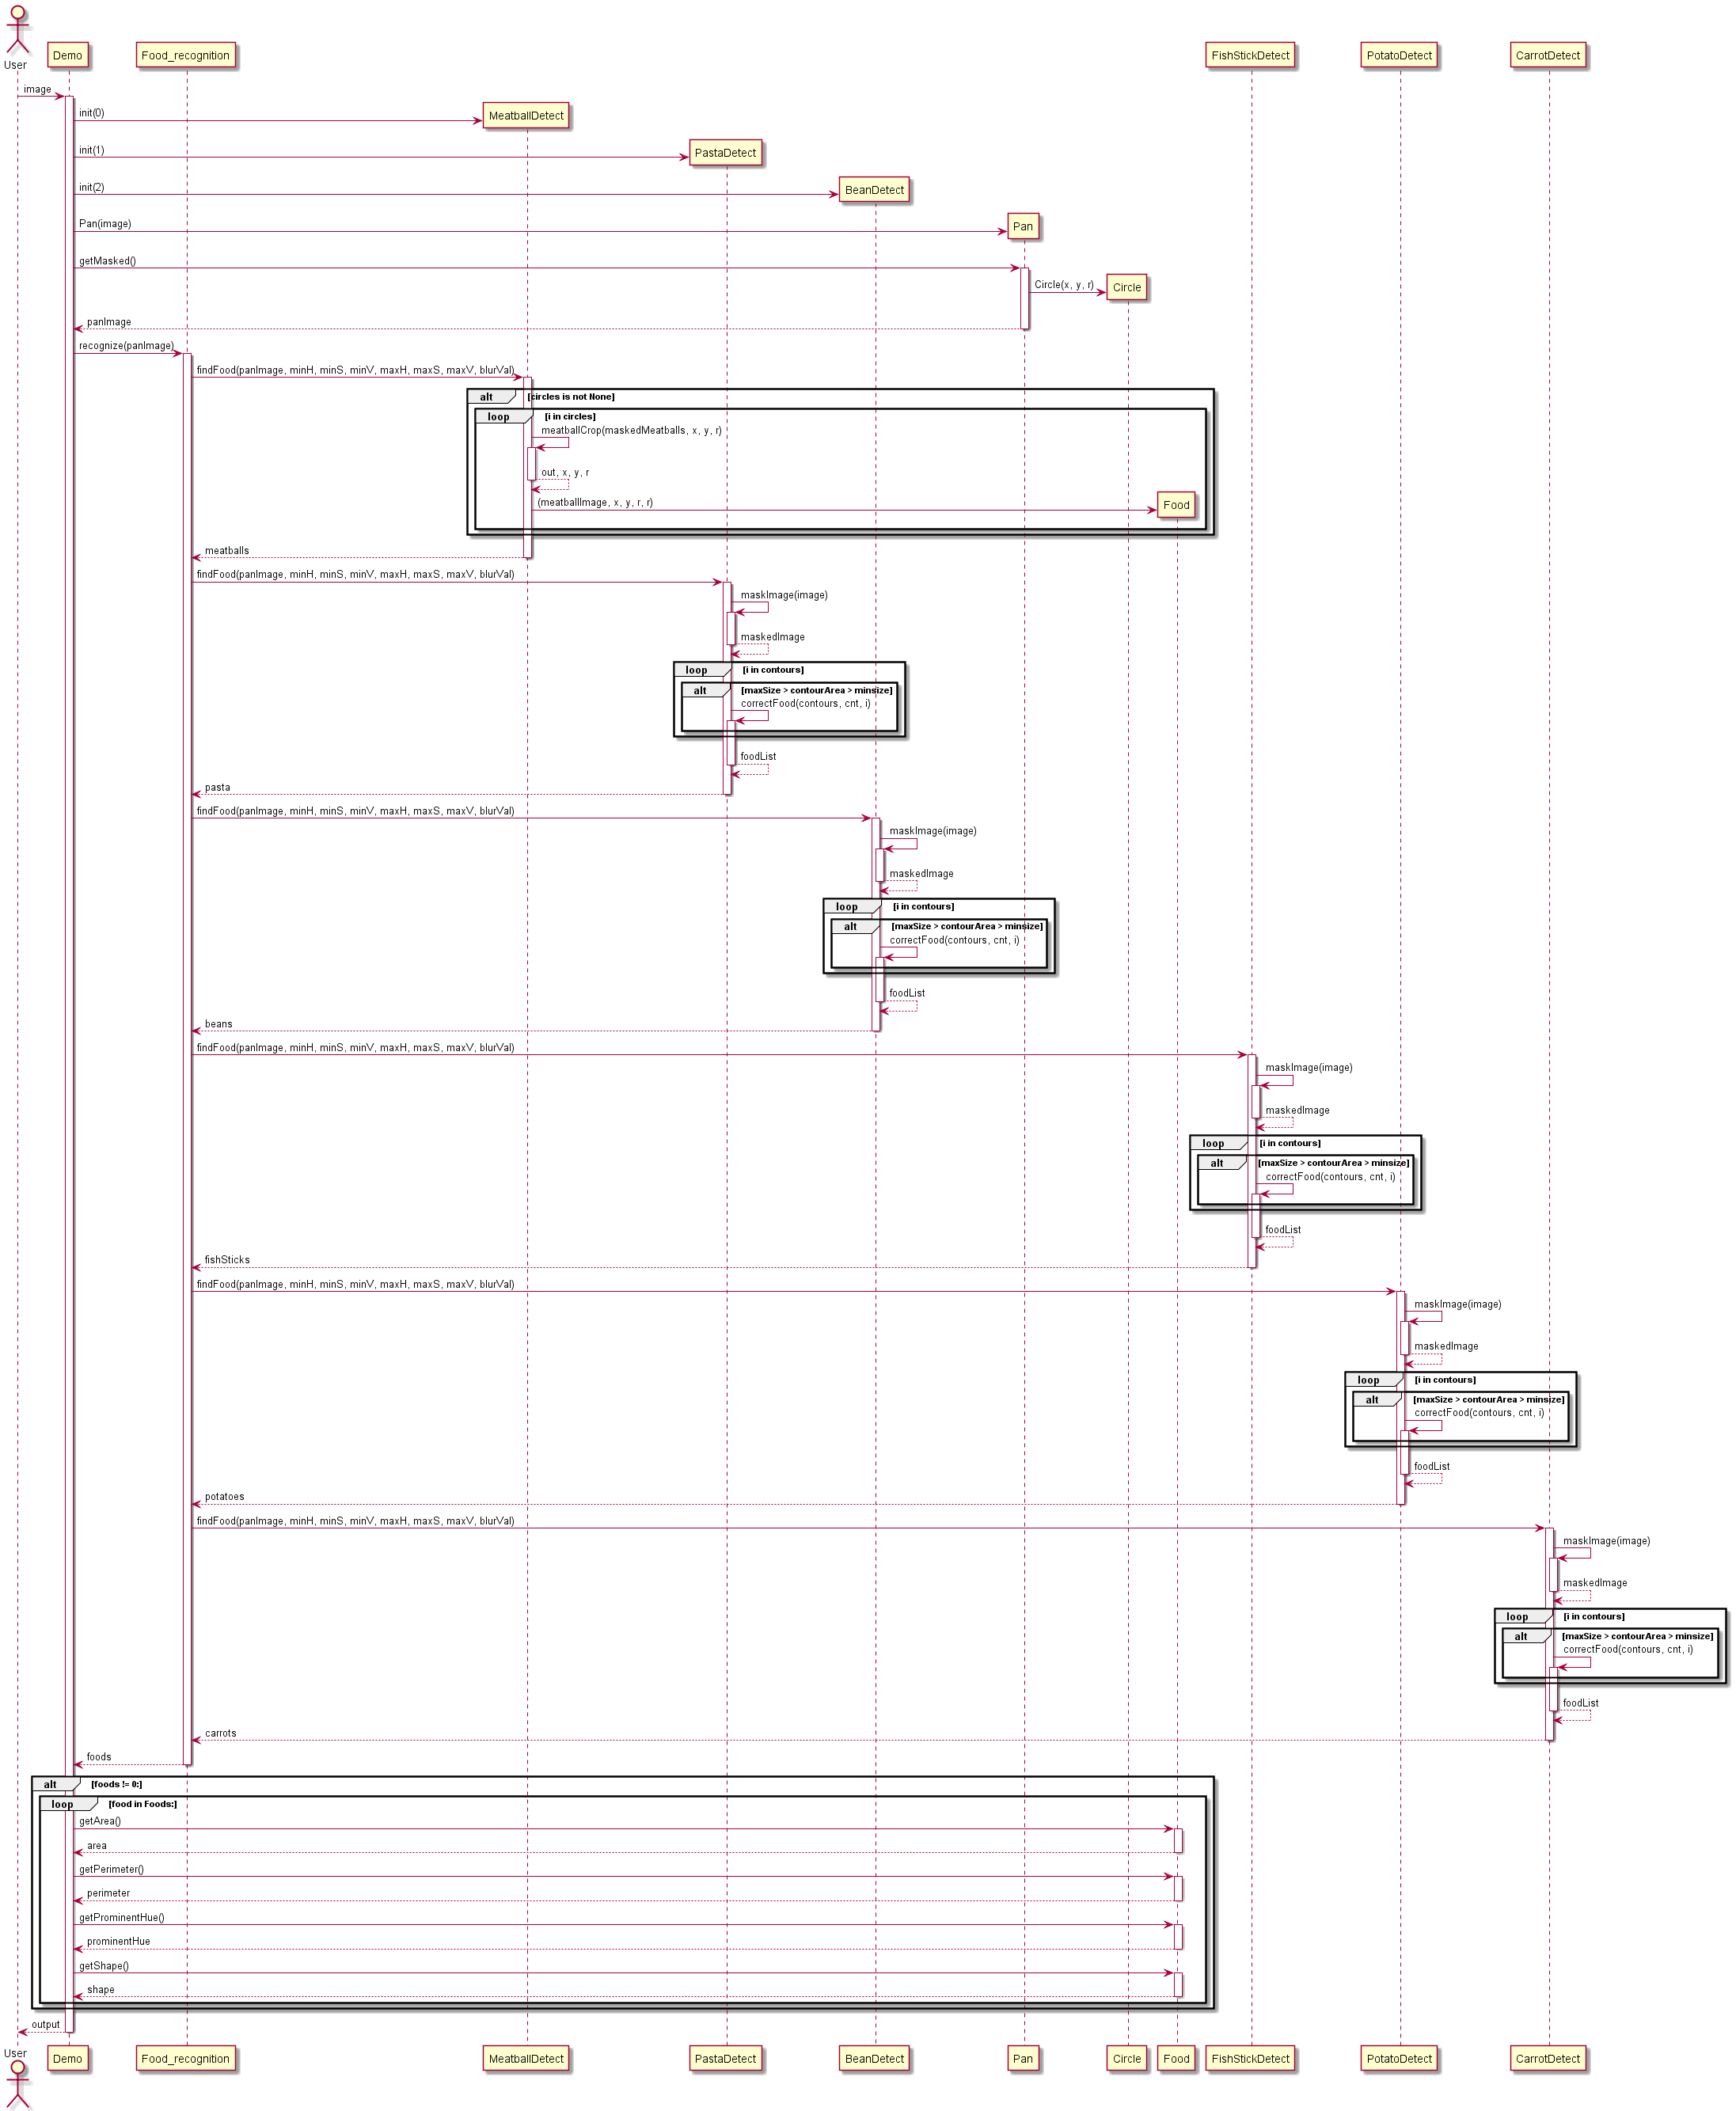 User
Demo
Food_recognition
FishStickDetect
PotatoDetect
CarrotDetect
image
init(0)
MeatballDetect
init(1)
PastaDetect
init(2)
BeanDetect
Pan(image)
Pan
getMasked()
Circle(x, y, r)
Circle
panImage
recognize(panImage)
findFood(panImage, minH, minS, minV, maxH, maxS, maxV, blurVal)
alt [circles is not None]
loop [i in circles]
meatballCrop(maskedMeatballs, x, y, r)
out, x, y, r
(meatballImage, x, y, r, r)
Food
meatballs
findFood(panImage, minH, minS, minV, maxH, maxS, maxV, blurVal)
maskImage(image)
maskedImage
loop [i in contours]
alt [maxSize > contourArea > minsize]
correctFood(contours, cnt, i)
foodList
pasta
findFood(panImage, minH, minS, minV, maxH, maxS, maxV, blurVal)
maskImage(image)
maskedImage
loop [i in contours]
alt [maxSize > contourArea > minsize]
correctFood(contours, cnt, i)
foodList
beans
findFood(panImage, minH, minS, minV, maxH, maxS, maxV, blurVal)
maskImage(image)
maskedImage
loop [i in contours]
alt [maxSize > contourArea > minsize]
correctFood(contours, cnt, i)
foodList
fishSticks
findFood(panImage, minH, minS, minV, maxH, maxS, maxV, blurVal)
maskImage(image)
maskedImage
loop [i in contours]
alt [maxSize > contourArea > minsize]
correctFood(contours, cnt, i)
foodList
potatoes
findFood(panImage, minH, minS, minV, maxH, maxS, maxV, blurVal)
maskImage(image)
maskedImage
loop [i in contours]
alt [maxSize > contourArea > minsize]
correctFood(contours, cnt, i)
foodList
carrots
foods
alt [foods != 0:]
loop [food in Foods:]
getArea()
area
getPerimeter()
perimeter
getProminentHue()
prominentHue
getShape()
shape
output
User
Demo
Food_recognition
MeatballDetect
PastaDetect
BeanDetect
Pan
Circle
Food
FishStickDetect
PotatoDetect
CarrotDetect